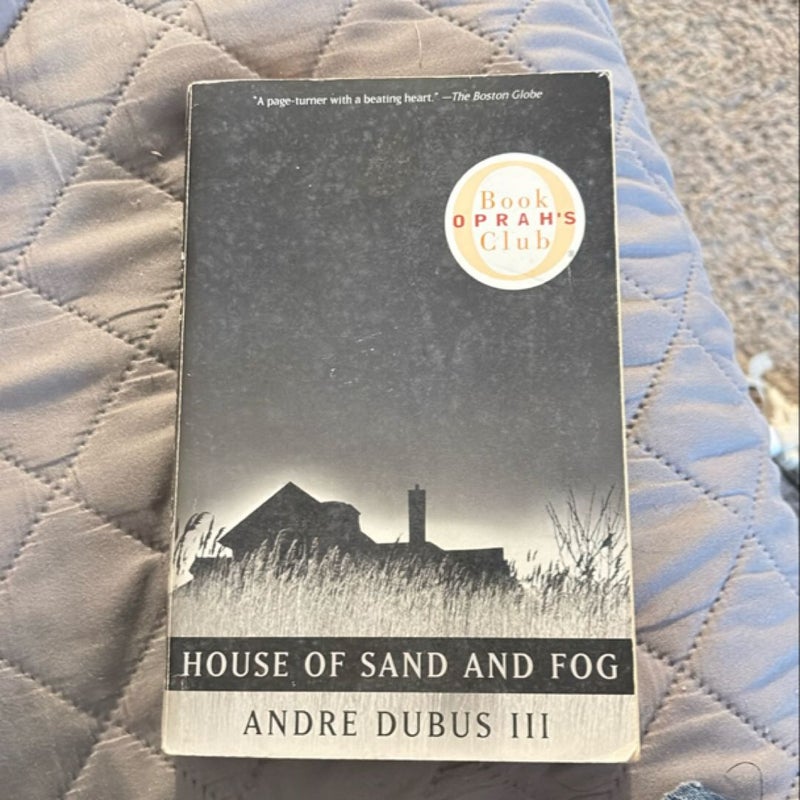 "A page-turner with a beating heart." —The Boston Globe
Book
OPRAH'S
Club
HOUSE OF SAND AND FOG
ANDRE DUBUS III